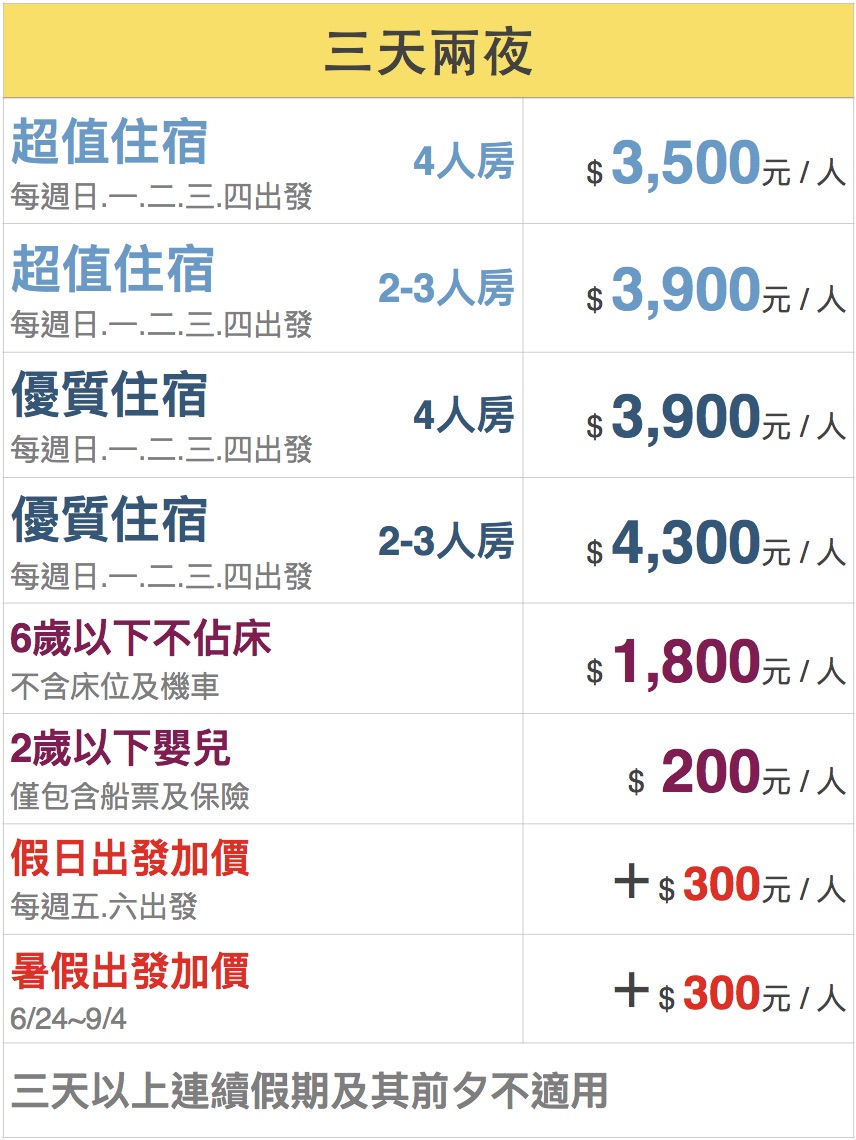 三天兩夜
超值住宿 4人房 $ 3,500元 / 人
每週日.一.二.三.四出發
超值住宿 2-3人房 $ 3,900元 / 人
每週日.一.二.三.四出發
優質住宿 4人房 $ 3,900元 / 人
每週日.一.二.三.四出發
優質住宿 2-3人房 $ 4,300元 / 人
每週日.一.二.三.四出發
6歲以下不佔床 $ 1,800元 / 人
不含床位及機車
2歲以下嬰兒 $ 200元 / 人
僅包含船票及保險
假日出發加價 +$ 300元 / 人
每週五.六出發
暑假出發加價 +$ 300元 / 人
6/24~9/4
三天以上連續假期及其前夕不適用